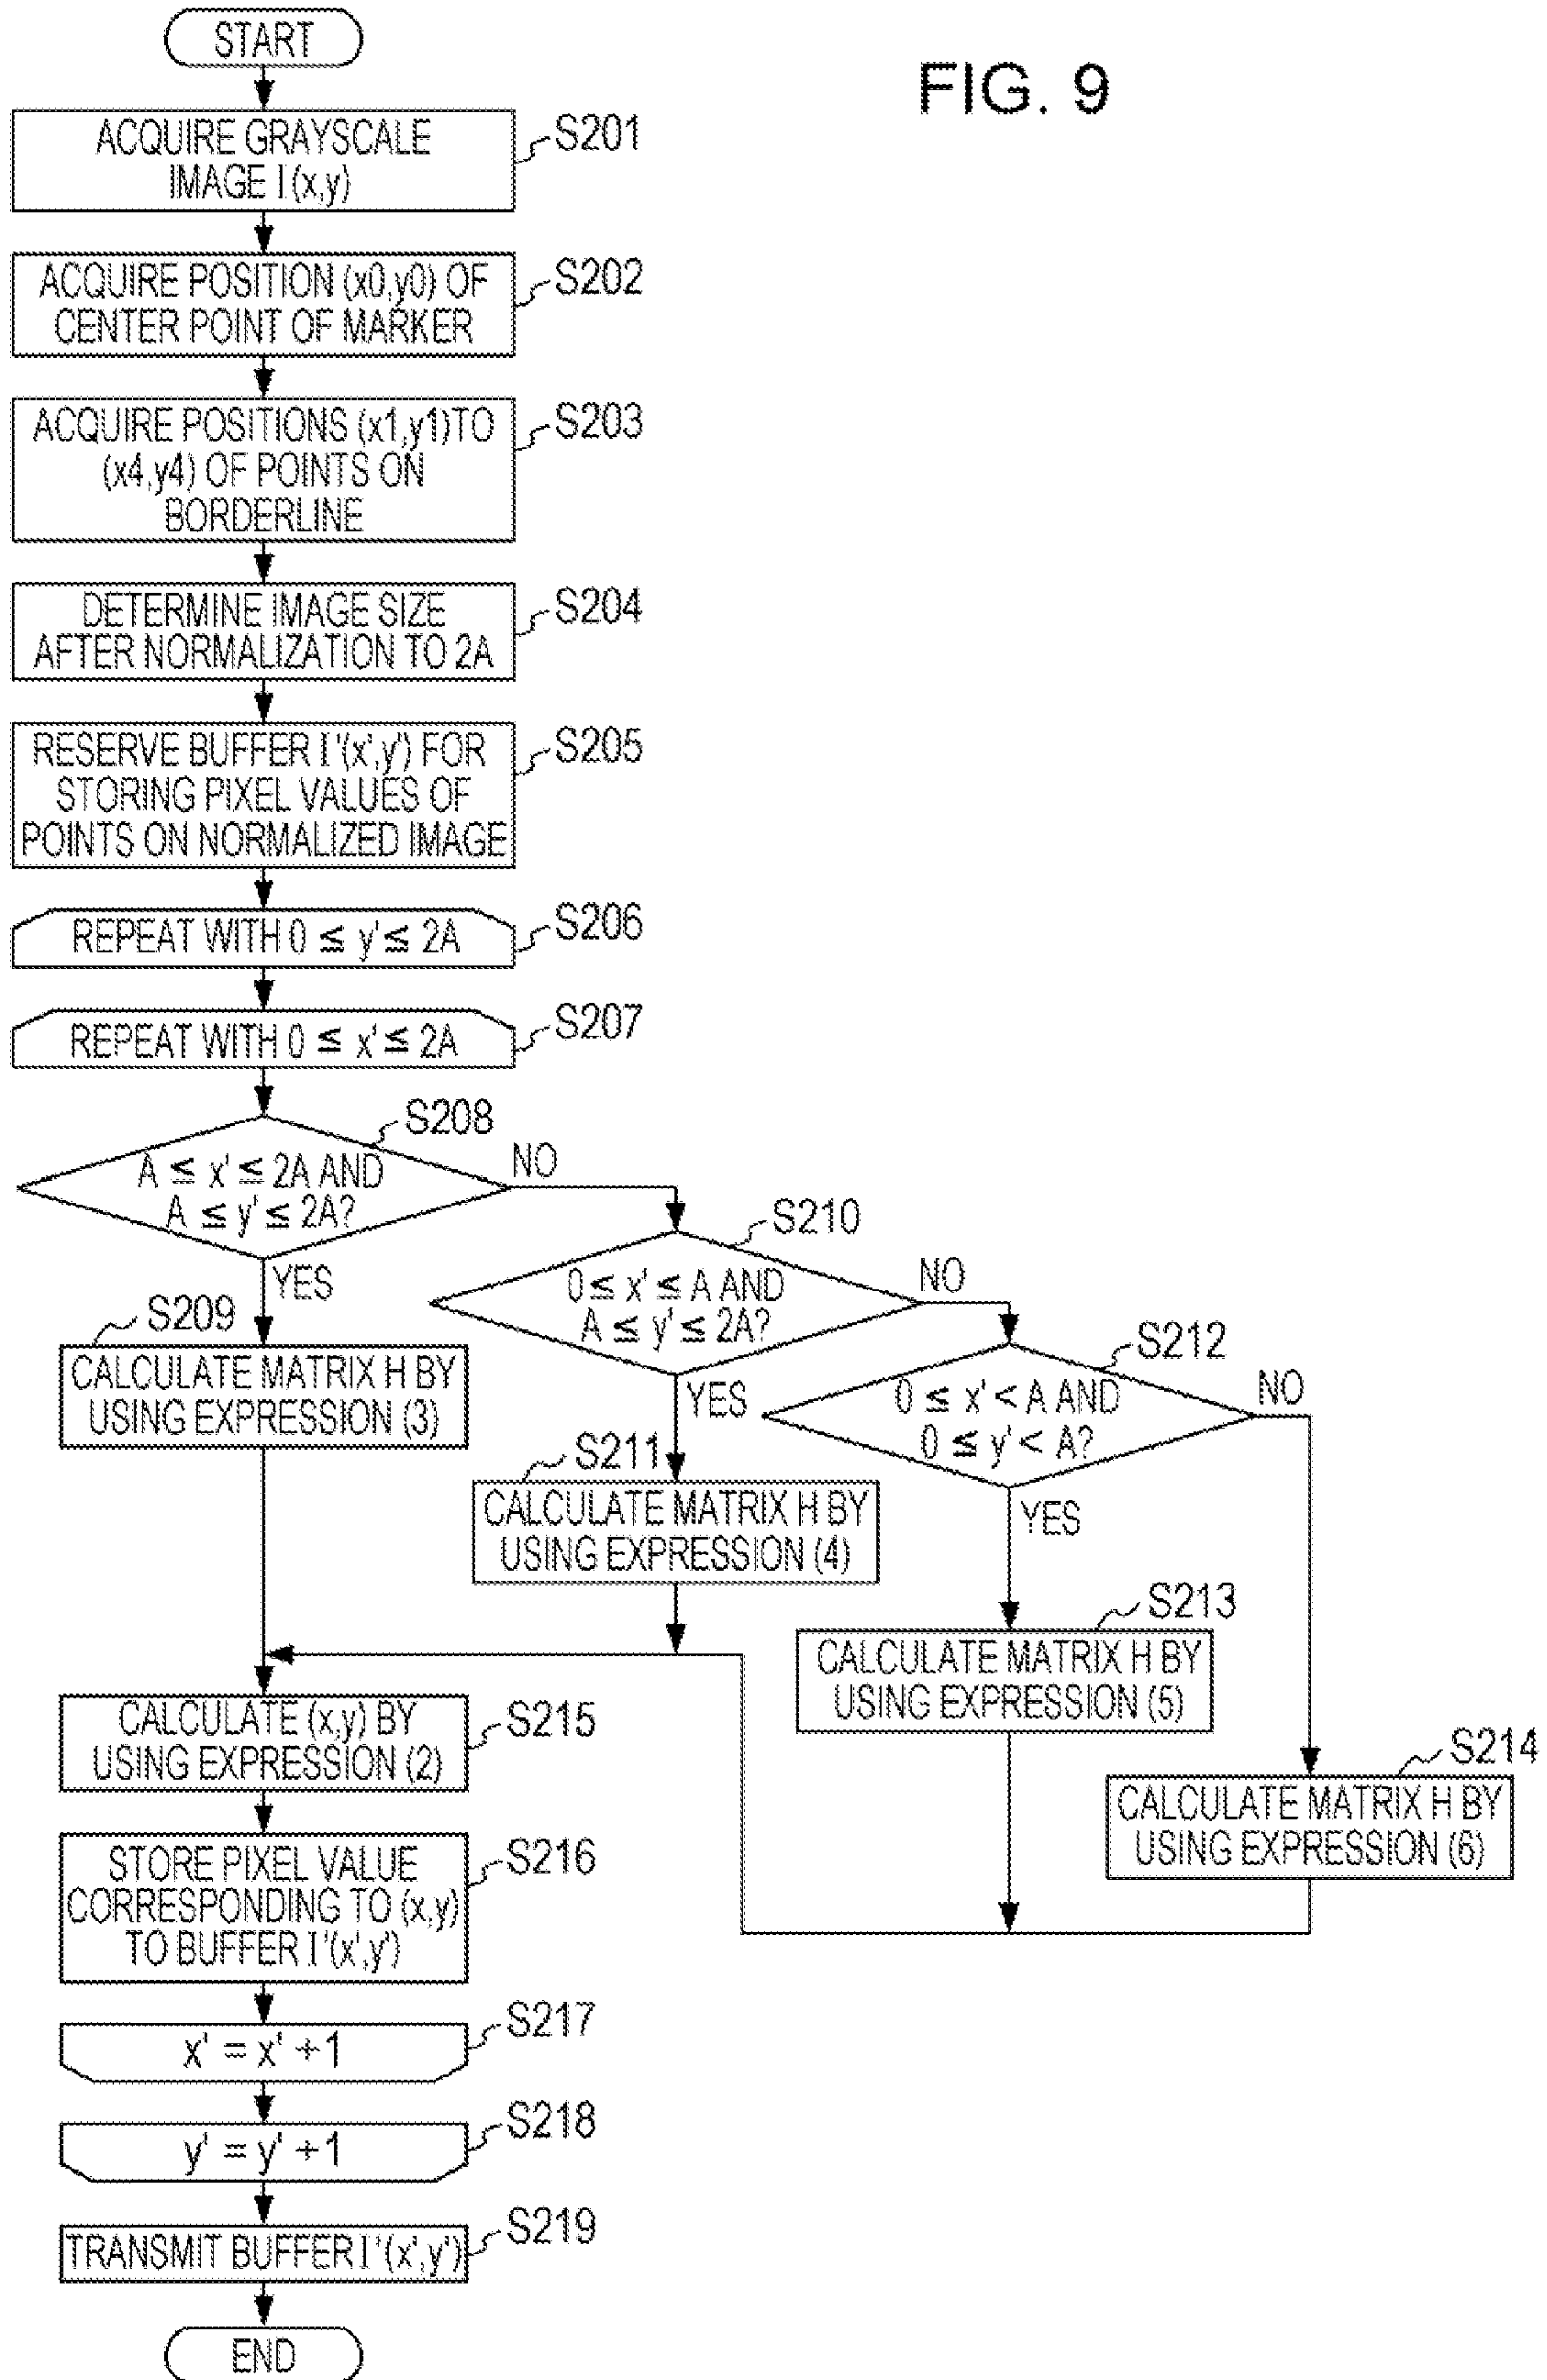 START
FIG. 9
ACQUIRE GRAYSCALE
IMAGE I(x,y)
S201
ACQUIRE POSITION (x0,y0) OF
CENTER POINT OF MARKER
S202
ACQUIRE POSITIONS (x1,y1)TO
(x4,y4) OF POINTS ON
BORDERLINE
S203
DETERMINE IMAGE SIZE
AFTER NORMALIZATION TO 2A
S204
RESERVE BUFFER I'(x',y') FOR
STORING PIXEL VALUES OF
POINTS ON NORMALIZED IMAGE
S205
REPEAT WITH 0 ≦ y' ≦ 2A
S206
REPEAT WITH 0 ≦ x' ≦ 2A
S207
S208
A ≦ x' ≦ 2A AND
A ≦ y' ≦ 2A?
NO
YES
S210
0 ≦ x' ≦ A AND
A ≦ y' ≦ 2A?
NO
YES
S209
CALCULATE MATRIX H BY
USING EXPRESSION (3)
S212
0 ≦ x' < A AND
0 ≦ y' < A?
NO
YES
S211
CALCULATE MATRIX H BY
USING EXPRESSION (4)
S213
CALCULATE MATRIX H BY
USING EXPRESSION (5)
S214
CALCULATE MATRIX H BY
USING EXPRESSION (6)
CALCULATE (x,y) BY
USING EXPRESSION (2)
S215
STORE PIXEL VALUE
CORRESPONDING TO (x,y)
TO BUFFER I'(x',y')
S216
x' = x' +1
S217
y' = y' +1
S218
TRANSMIT BUFFER I'(x',y')
S219
END